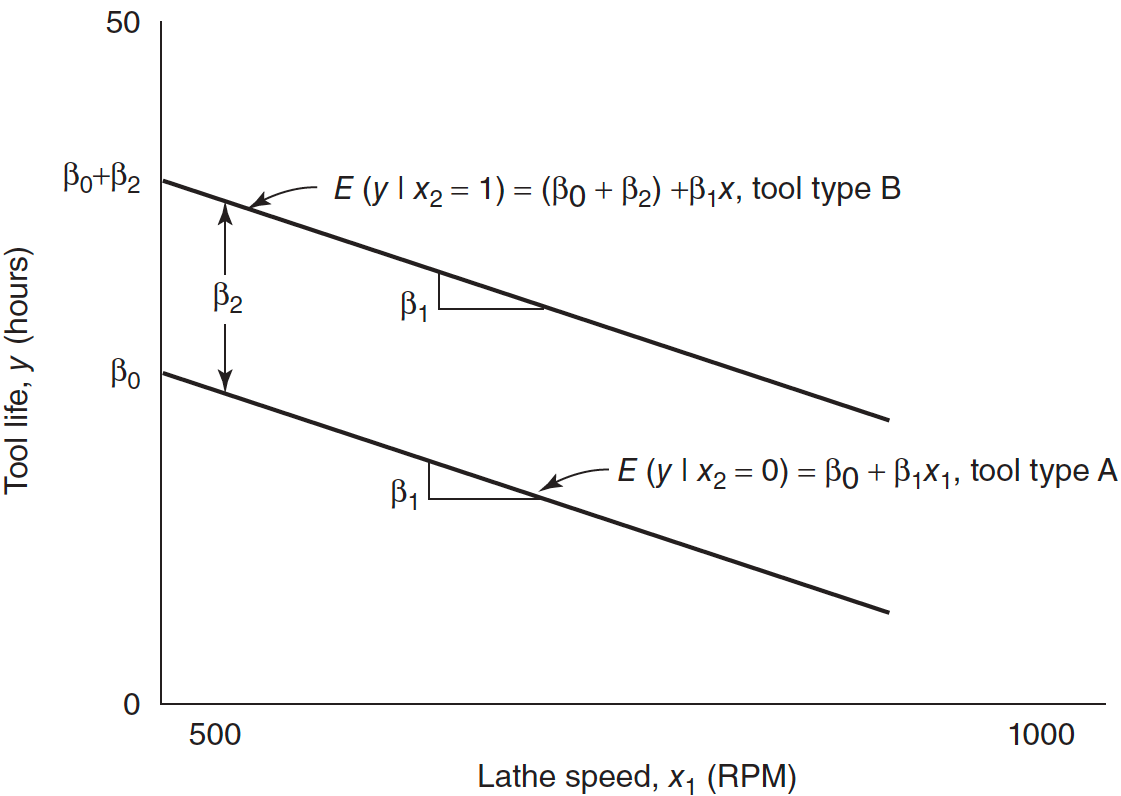 50
β₀+β₂
E (y | x₂ = 1) = (β₀ + β₂) +β₁x, tool type B
β₂
β₁
Tool life, y (hours)
β₀
E (y | x₂ = 0) = β₀ + β₁x₁, tool type A
β₁
0
500
1000
Lathe speed, x₁ (RPM)